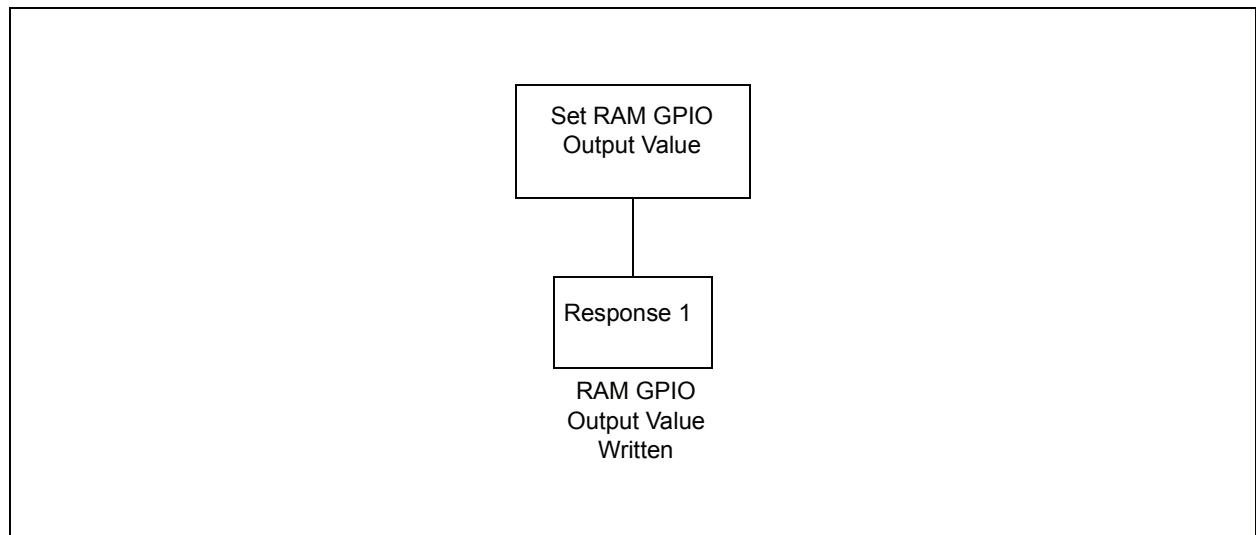 Set RAM GPIO
Output Value
Response 1
RAM GPIO
Output Value
Written